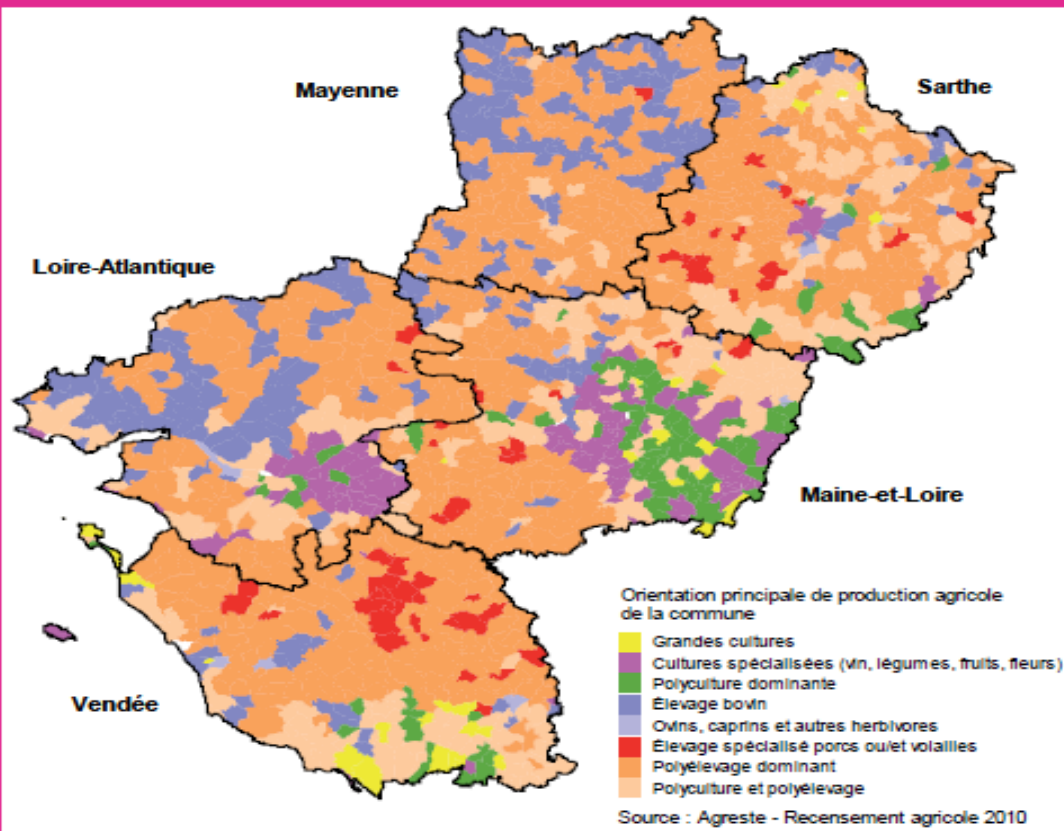 Mayenne
Sarthe
Loire-Atlantique
Maine-et-Loire
Vendée
Orientation principale de production agricole
de la commune
Grandes cultures
Cultures spécialisées (vin, légumes, fruits, fleurs)
Polyculture dominante
Élevage bovin
Ovins, caprins et autres herbivores
Élevage spécialisé porcs ou/et volailles
Polyélevage dominant
Polyculture et polyélevage
Source : Agreste - Recensement agricole 2010